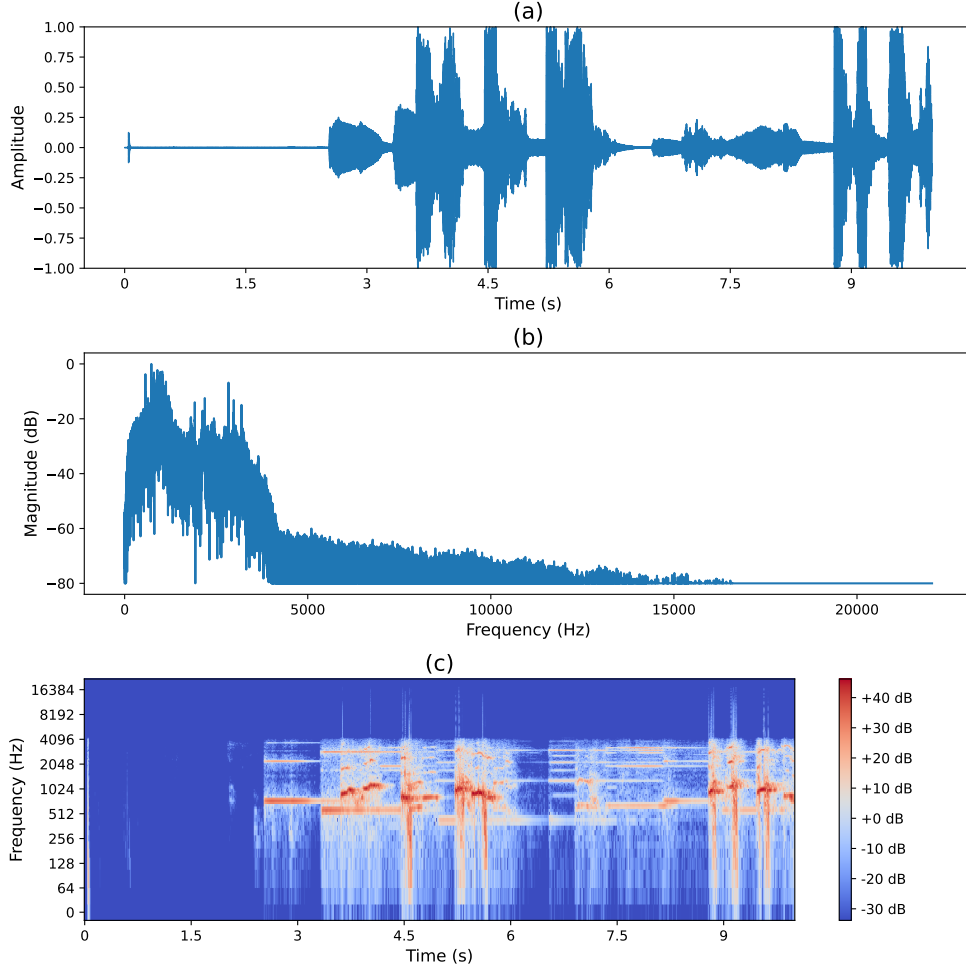 (a)
1.00
0.75
0.50
0.25
0.00
−0.25
−0.50
−0.75
−1.00
Amplitude
0 1.5 3 4.5 6 7.5 9
Time (s)
(b)
0
−20
−40
−60
−80
Magnitude (dB)
0 5000 10000 15000 20000
Frequency (Hz)
(c)
16384
8192
4096
2048
1024
512
256
128
64
0
Frequency (Hz)
0 1.5 3 4.5 6 7.5 9
Time (s)
+40 dB
+30 dB
+20 dB
+10 dB
+0 dB
-10 dB
-20 dB
-30 dB